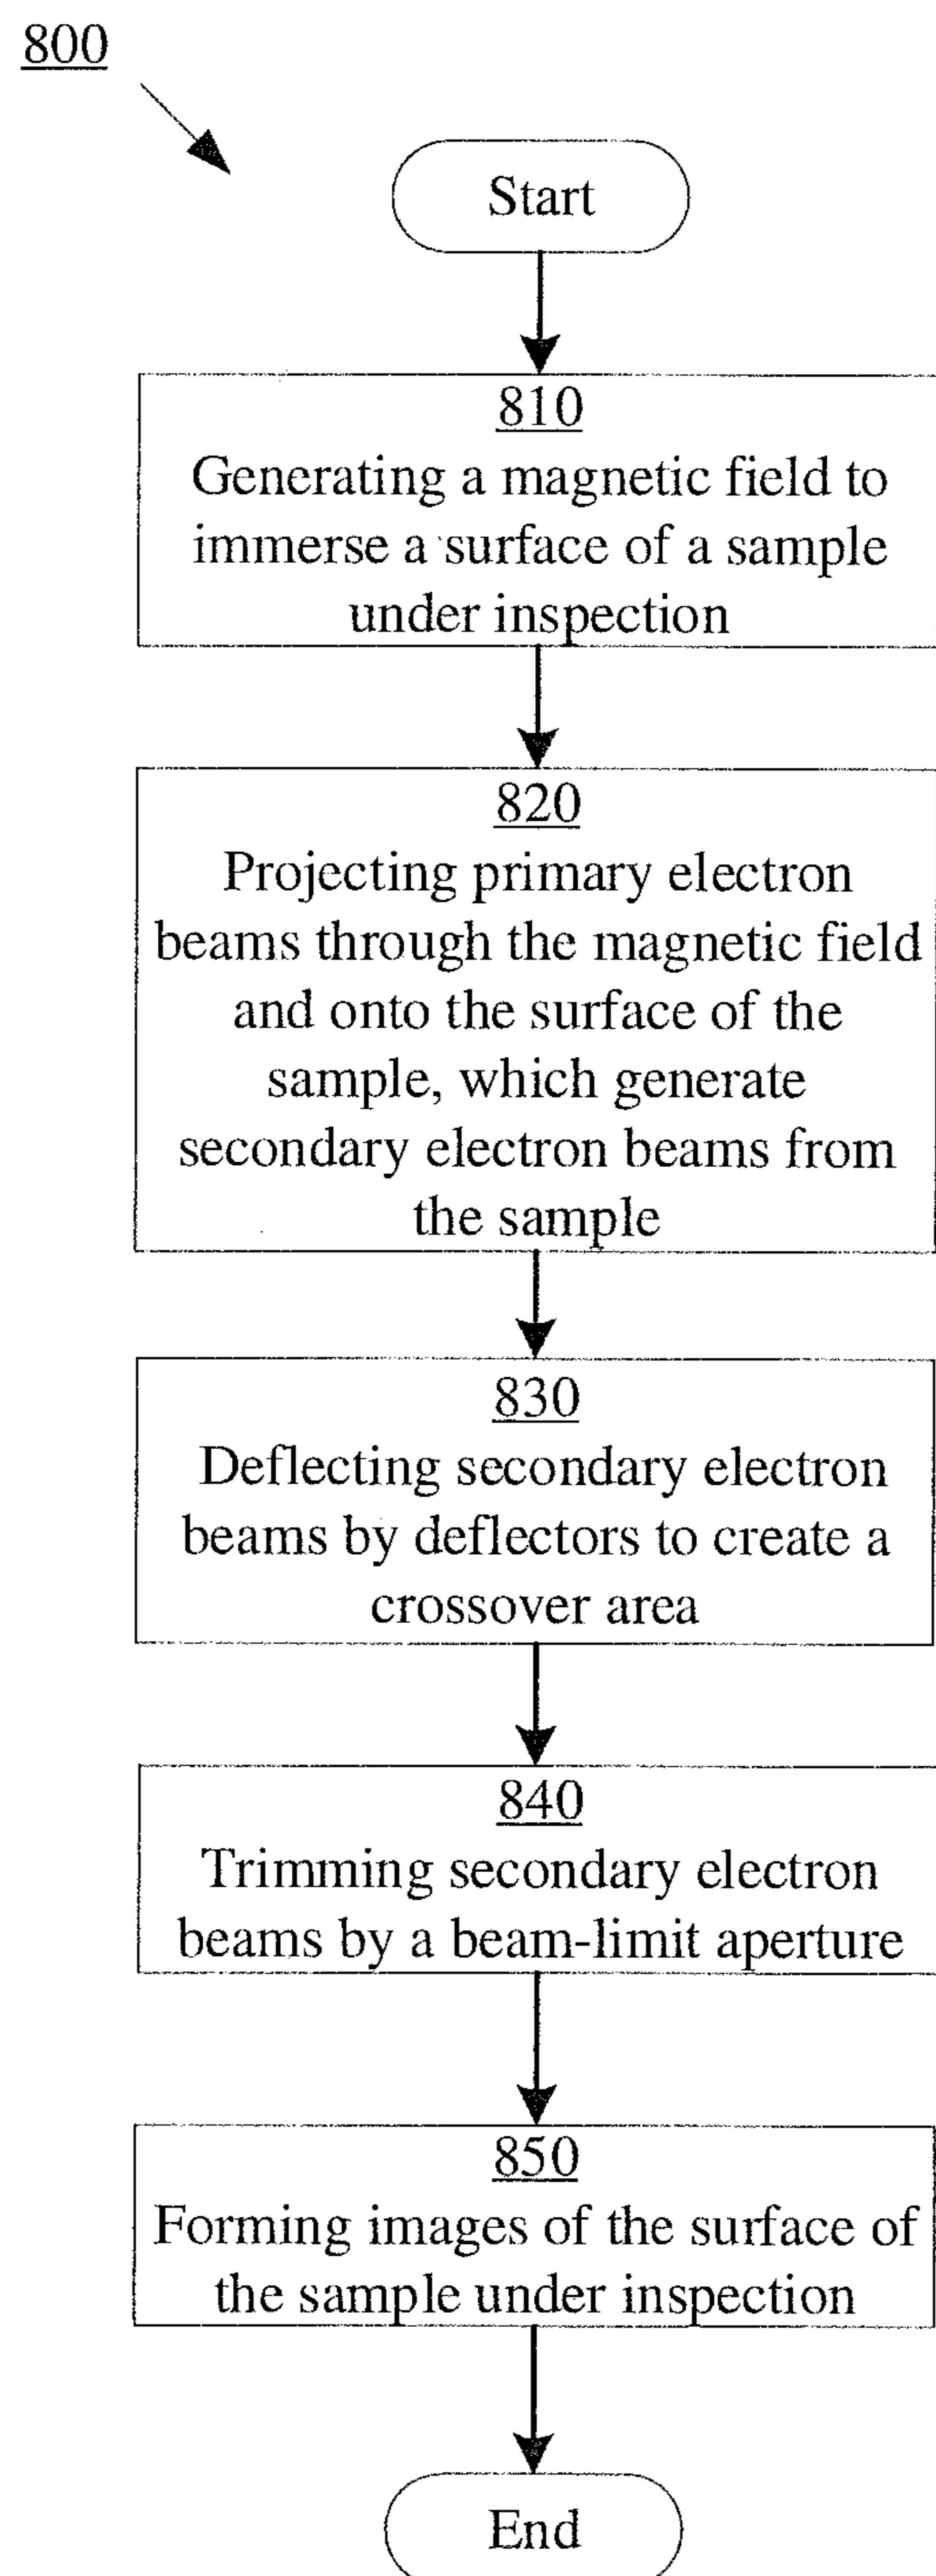 800
Start
810
Generating a magnetic field to
immerse a surface of a sample
under inspection
820
Projecting primary electron
beams through the magnetic field
and onto the surface of the
sample, which generate
secondary electron beams from
the sample
830
Deflecting secondary electron
beams by deflectors to create a
crossover area
840
Trimming secondary electron
beams by a beam-limit aperture
850
Forming images of the surface of
the sample under inspection
End